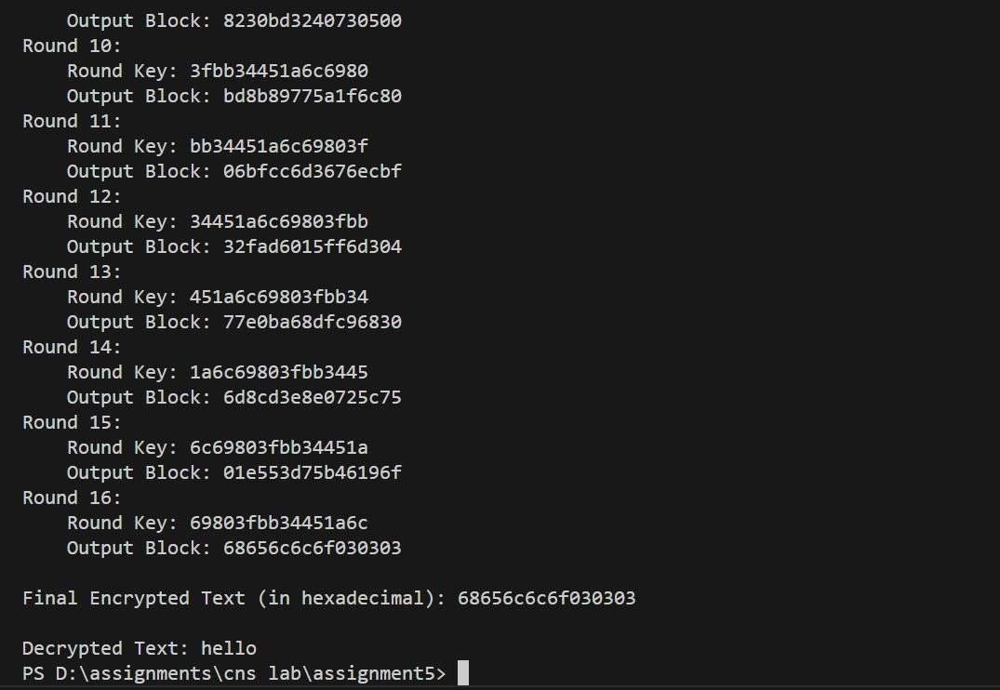 Output Block: 8230bd3240730500
Round 10:
Round Key: 3fbb34451a6c6980
Output Block: bd8b89775a1f6c80
Round 11:
Round Key: bb34451a6c69803f
Output Block: 06bfcc6d3676ecbf
Round 12:
Round Key: 34451a6c69803fbb
Output Block: 32fad6015ff6d304
Round 13:
Round Key: 451a6c69803fbb34
Output Block: 77e0ba68dfc96830
Round 14:
Round Key: 1a6c69803fbb3445
Output Block: 6d8cd3e8e0725c75
Round 15:
Round Key: 6c69803fbb34451a
Output Block: 01e553d75b46196f
Round 16:
Round Key: 69803fbb34451a6c
Output Block: 68656c6c6f030303
Final Encrypted Text (in hexadecimal): 68656c6c6f030303
Decrypted Text: hello
PS D:\assignments\cns lab\assignment5>